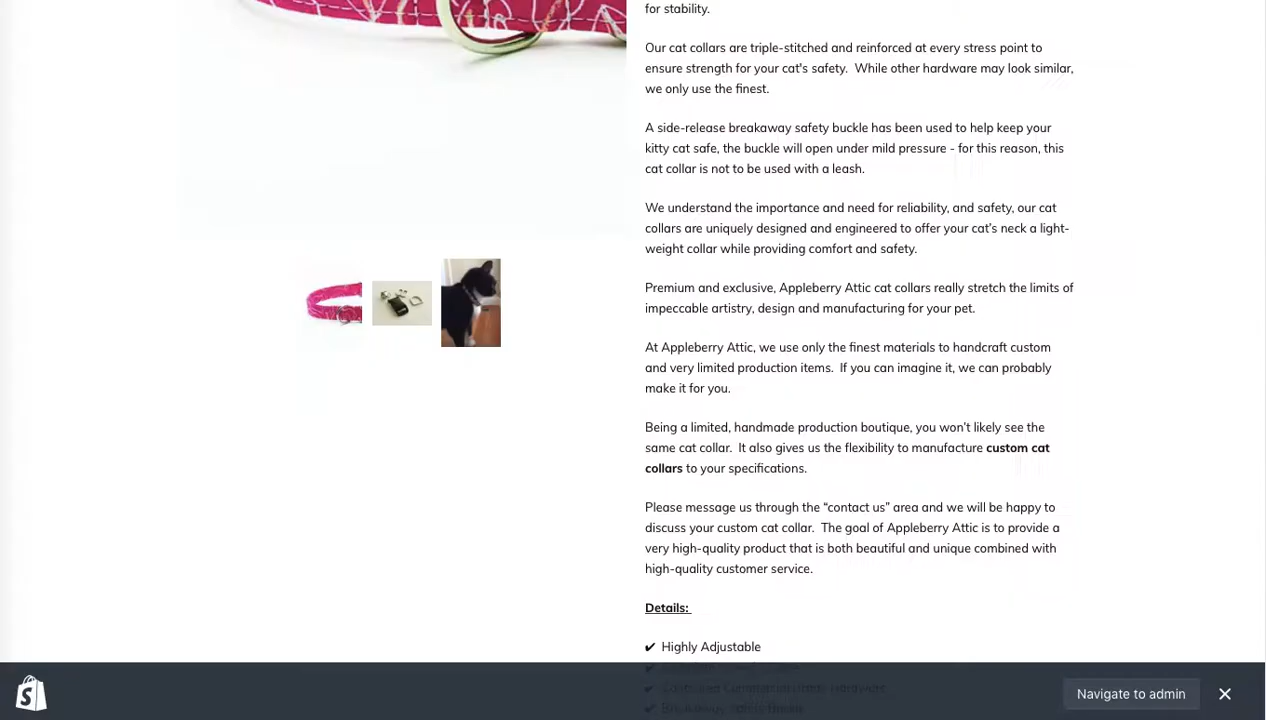 for stability.
Our cat collars are triple-stitched and reinforced at every stress point to
ensure strength for your cat's safety.  While other hardware may look similar,
we only use the finest.
A side-release breakaway safety buckle has been used to help keep your
kitty cat safe, the buckle will open under mild pressure - for this reason, this
cat collar is not to be used with a leash.
We understand the importance and need for reliability, and safety, our cat
collars are uniquely designed and engineered to offer your cat's neck a light-
weight collar while providing comfort and safety.
Premium and exclusive, Appleberry Attic cat collars really stretch the limits of
impeccable artistry, design and manufacturing for your pet.
At Appleberry Attic, we use only the finest materials to handcraft custom
and very limited production items.  If you can imagine it, we can probably
make it for you.
Being a limited, handmade production boutique, you won’t likely see the
same cat collar.  It also gives us the flexibility to manufacture custom cat
collars to your specifications.
Please message us through the “contact us” area and we will be happy to
discuss your custom cat collar.  The goal of Appleberry Attic is to provide a
very high-quality product that is both beautiful and unique combined with
high-quality customer service.
Details:
✔ Highly Adjustable
Navigate to admin